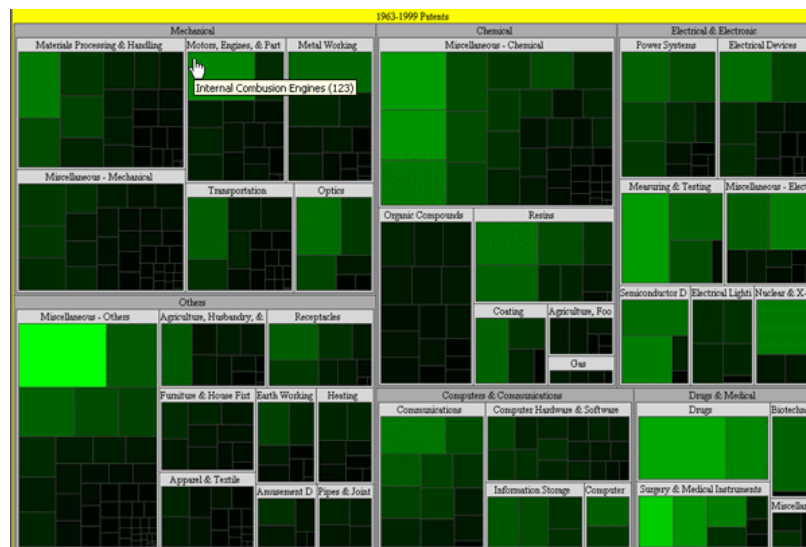 1963-1999 Patents
Mechanical
Materials Processing & Handling
Motors, Engines, & Part
Metal Working
Internal Combusion Engines (123)
Miscellaneous - Mechanical
Transportation
Optics
Chemical
Miscellaneous - Chemical
Organic Compounds
Resins
Coating
Agriculture, Foo
Gas
Electrical & Electronic
Power Systems
Electrical Devices
Measuring & Testing
Miscellaneous - Elect
Semiconductor D
Electrical Lighti
Nuclear & X-
Others
Miscellaneous - Others
Agriculture, Husbandry, &
Receptacles
Furniture & House Fixt
Earth Working
Heating
Apparel & Textile
Amusement D
Pipes & Joint
Computers & Communications
Communications
Computer Hardware & Software
Information Storage
Computer
Drugs & Medical
Drugs
Biotechn
Surgery & Medical Instruments
Miscellan